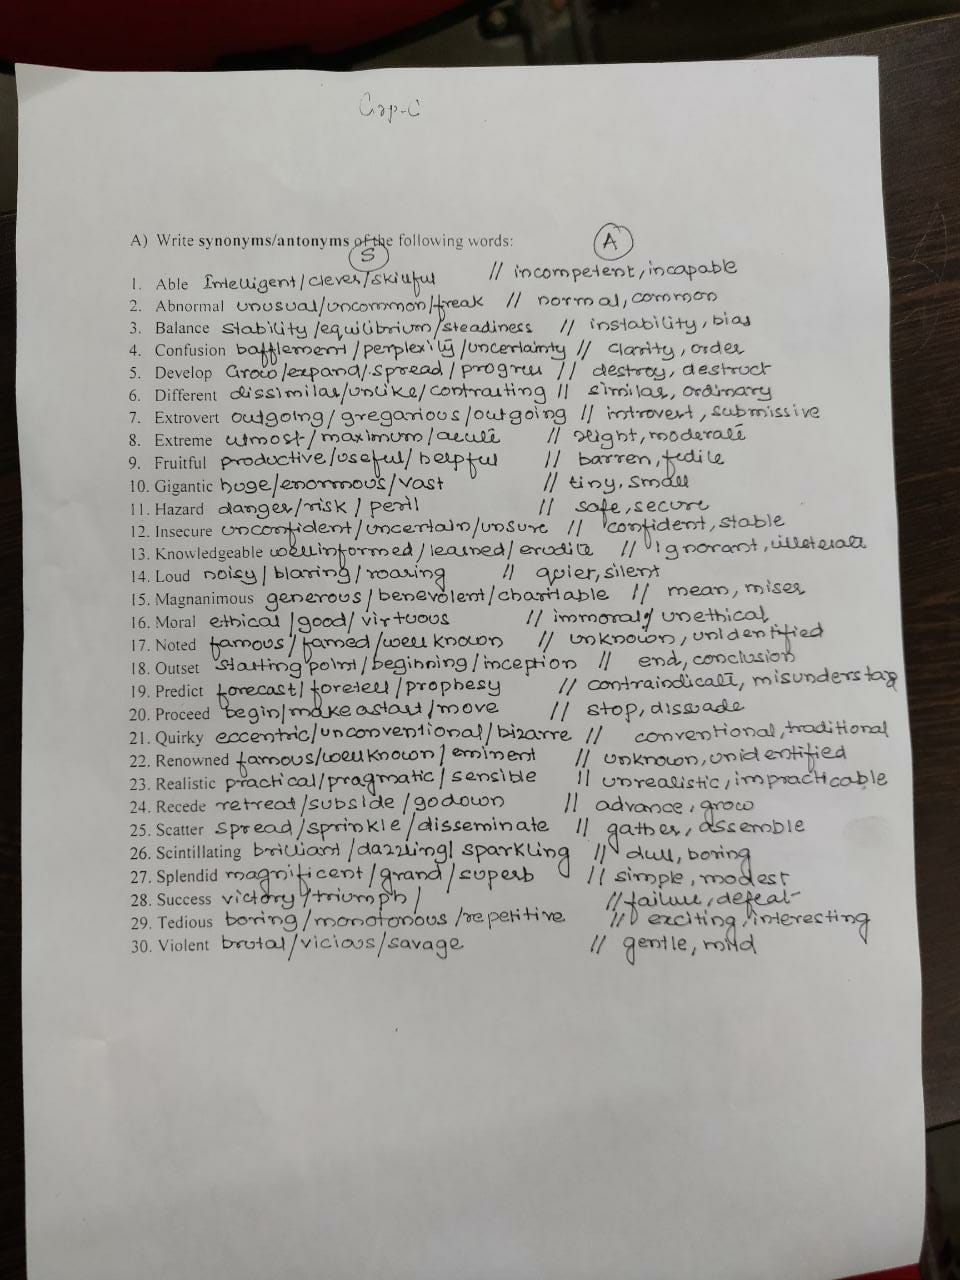 Grp-C
A) Write synonyms/antonyms of the following words:
S A
1. Able Intelligent/clever/skillful // incompetent, incapable
2. Abnormal unusual/uncommon/freak // normal, common
3. Balance stability/equilibrium/steadiness // instability, bias
4. Confusion bafflement/perplexity/uncertainty // clarity, order
5. Develop Grow/expand/spread/progress // destroy, destruct
6. Different dissimilar/unlike/contrasting // similar, ordinary
7. Extrovert outgoing/gregarious/outgoing // introvert, submissive
8. Extreme utmost/maximum/acute // slight, moderate
9. Fruitful productive/useful/helpful // barren, futile
10. Gigantic huge/enormous/vast // tiny, small
11. Hazard danger/risk/peril // safe, secure
12. Insecure unconfident/uncertain/unsure // confident, stable
13. Knowledgeable wellinformed/learned/erudite // ignorant, illeterate
14. Loud noisy/blaring/roaring // quier, silent
15. Magnanimous generous/benevolent/charitable // mean, miser
16. Moral ethical/good/virtuous // immoral/unethical
17. Noted famous/famed/well known // unknown, unidentified
18. Outset starting point/beginning/inception // end, conclusion
19. Predict forecast/foretell/prophesy // contraindicate,
20. Proceed begin/make a start/move // stop, dissuade
21. Quirky eccentric/unconventional/bizarre // conventional, traditional
22. Renowned famous/well known/eminent // unknown, unidentified
23. Realistic practical/pragmatic/sensible // unrealistic, impracticable
24. Recede retreat/subside/godown // advance, grow
25. Scatter spread/sprinkle/disseminate // gather, assemble
26. Scintillating brilliant/dazzling/sparkling // dull, boring
27. Splendid magnificent/grand/superb // simple, modest
28. Success victory/triumph/ // failure, defeat
29. Tedious boring/monotonous/repetitive // exciting, interesting
30. Violent brutal/vicious/savage // gentle, mild